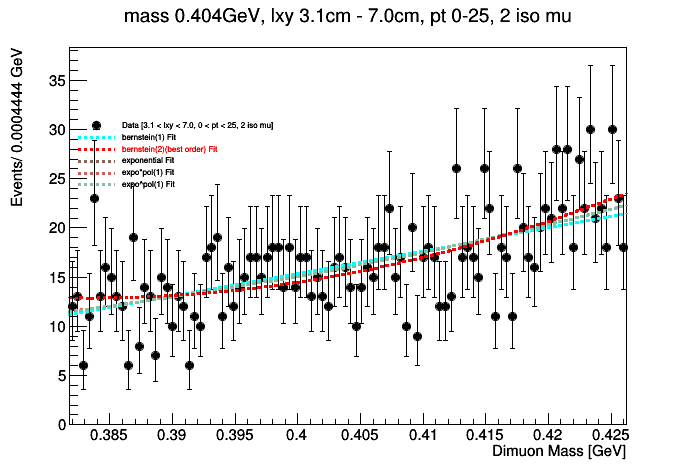 mass 0.404GeV, lxy 3.1cm - 7.0cm, pt 0-25, 2 iso mu
Events/ 0.0004444 GeV
35
30
25
20
15
10
5
0
Data [3.1 < lxy < 7.0, 0 < pt < 25, 2 iso mu]
bernstein(1) Fit
bernstein(2)(best order) Fit
exponential Fit
expo*pol(1) Fit
expo^pol(1) Fit
0.385 0.39 0.395 0.4 0.405 0.41 0.415 0.42 0.425
Dimuon Mass [GeV]